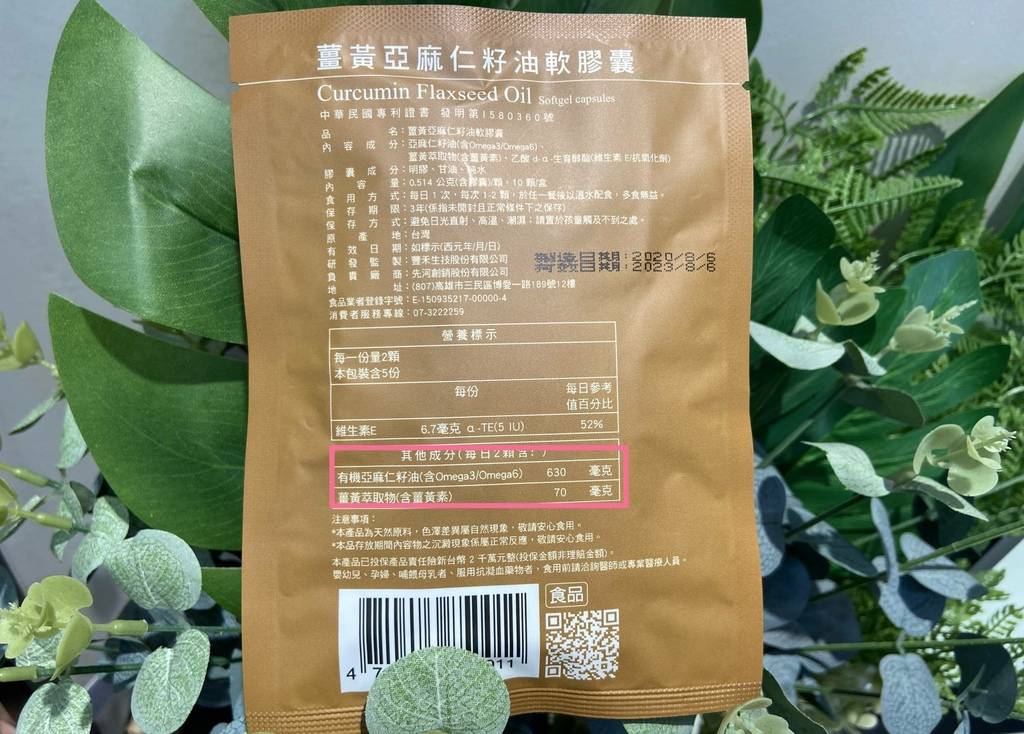 薑黃亞麻仁籽油軟膠囊
Curcumin Flaxseed Oil Softgel capsules
中華民國專利證書 發明第I580360號
品名：薑黃亞麻仁籽油軟膠囊
內容成分：亞麻仁籽油(含Omega3/Omega6)、
薑黃萃取物(含薑黃素)、乙酸 d-α-生育醇酯(維生素 E/抗氧化劑)
膠囊成分：明膠、甘油、純水
內容量：0.514 公克(含膠囊)/顆，10 顆/盒
食用方式：每日 1 次，每次 1-2 顆，於任一餐後以溫水配食，多食無益。
保存期限：3年(係指未開封且正常條件下之保存)
保存方式：避免日光直射、高溫、潮濕；請置於孩童觸及不到之處。
原產地：台灣
有效日期：如標示(西元年/月/日)
研發監製：豐禾生技股份有限公司
負責廠商：先河創銷股份有限公司
地址：(807)高雄市三民區博愛一路189號12樓
食品業者登錄字號：E-150935217-00000-4
消費者服務專線：07-3222259
製造日期：2020/8/6
2023/8/6
營養標示
每一份量2顆
本包裝含5份
每份 每日參考值百分比
維生素E 6.7毫克 α-TE(5 IU) 52%
其他成分(每日2顆含：)
有機亞麻仁籽油(含Omega3/Omega6) 630 毫克
薑黃萃取物(含薑黃素) 70 毫克
注意事項：
*本產品為天然原料，色澤差異屬自然現象，敬請安心食用。
*本品存放期間內容物之沉澱現象係屬正常反應，敬請安心食用。
本產品已投保產品責任險新台幣 2 千萬元整(投保金額非理賠金額)。
嬰幼兒、孕婦、哺餵母乳者、服用抗凝血藥物者，食用前請洽詢醫師或專業醫療人員。
食品
4 7